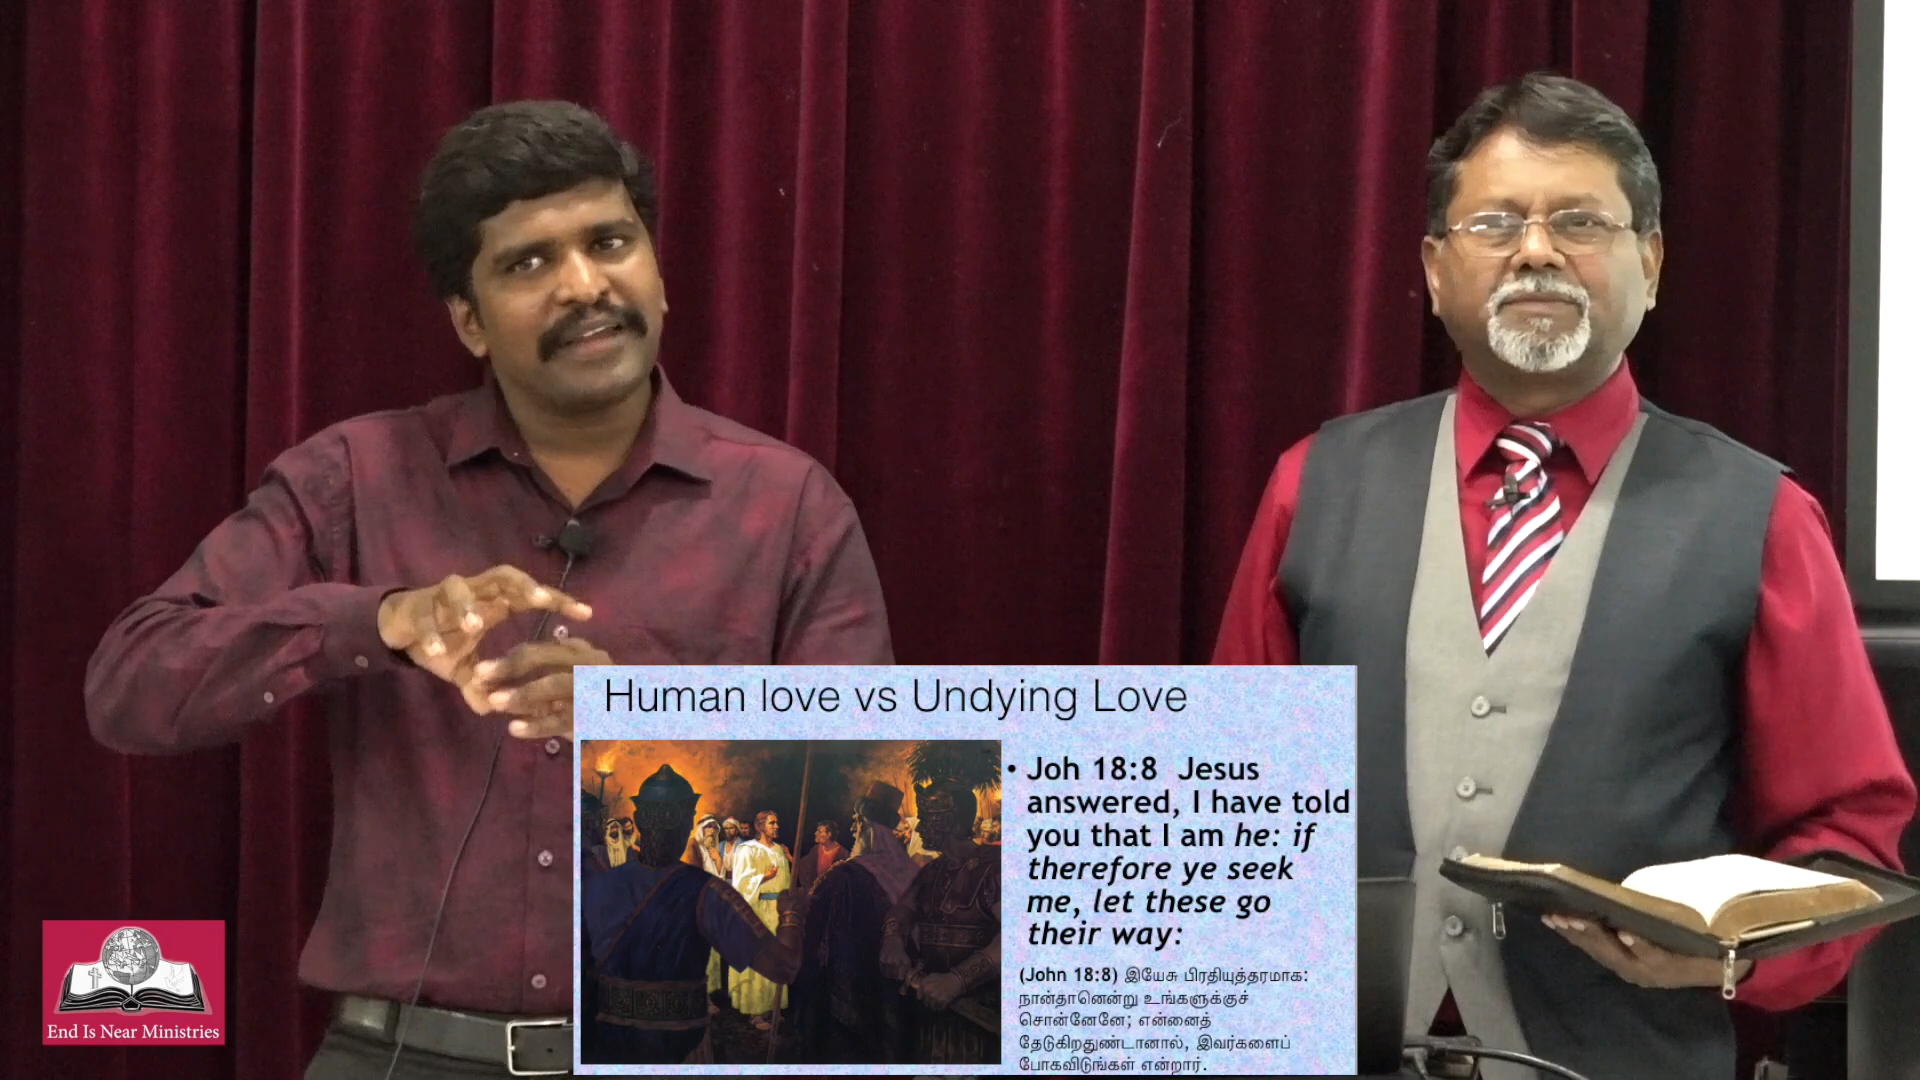 Human love vs Undying Love
• Joh 18:8 Jesus
answered, I have told
you that I am he: if
therefore ye seek
me, let these go
their way:
(John 18:8) இயேசு பிரதியுத்தரமாக:
நான்தானென்று உங்களுக்குச்
சொன்னேனே; என்னைத்
தேடுகிறதுண்டானால், இவர்களைப்
போகவிடுங்கள் என்றார்.
End Is Near Ministries